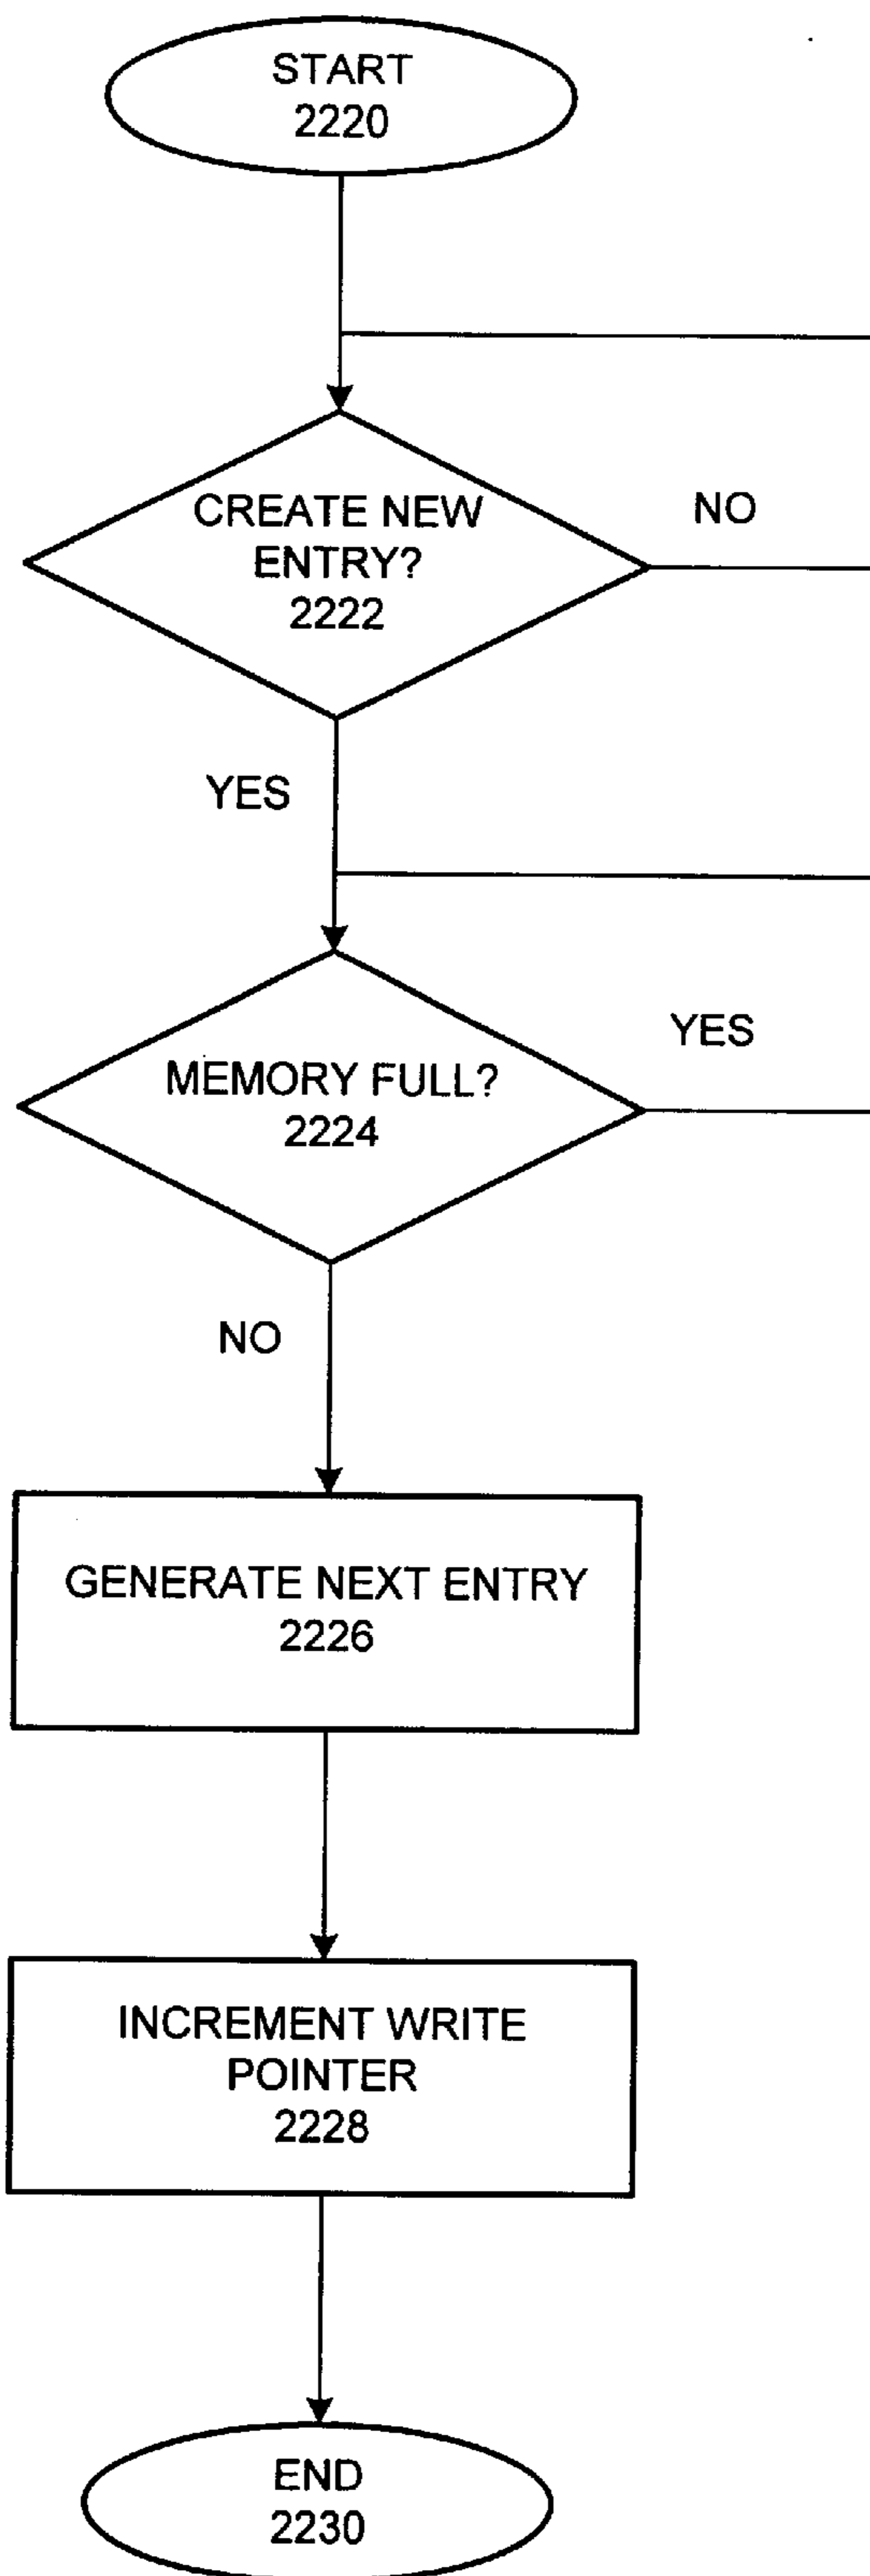 START
2220
CREATE NEW
ENTRY?
2222
NO
YES
MEMORY FULL?
2224
YES
NO
GENERATE NEXT ENTRY
2226
INCREMENT WRITE
POINTER
2228
END
2230